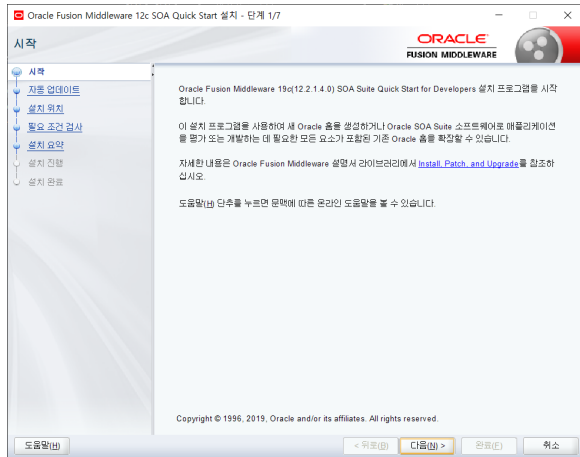 Oracle Fusion Middleware 12c SOA Quick Start 설치 - 단계 1/7
시작
ORACLE
FUSION MIDDLEWARE
시작
자동 업데이트
설치 위치
필요 조건 검사
설치 요약
설치 진행
설치 완료
Oracle Fusion Middleware 19c(12.2.1.4.0) SOA Suite Quick Start for Developers 설치 프로그램을 시작
합니다.
이 설치 프로그램을 사용하여 새 Oracle 홈을 생성하거나 Oracle SOA Suite 소프트웨어로 애플리케이션
을 평가 또는 개발하는 데 필요한 모든 요소가 포함된 기존 Oracle 홈을 확장할 수 있습니다.
자세한 내용은 Oracle Fusion Middleware 설명서 라이브러리에서 Install, Patch, and Upgrade를 참조하
십시오.
도움말(H) 단추를 누르면 문맥에 따른 온라인 도움말을 볼 수 있습니다.
Copyright © 1996, 2019, Oracle and/or its affiliates. All rights reserved.
도움말(H)
< 뒤로(B)
다음(N) >
완료(F)
취소